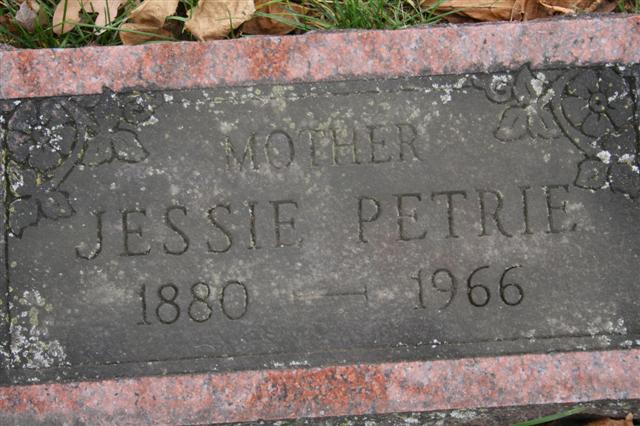 MOTHER
JESSIE PETRIE
1880 — 1966